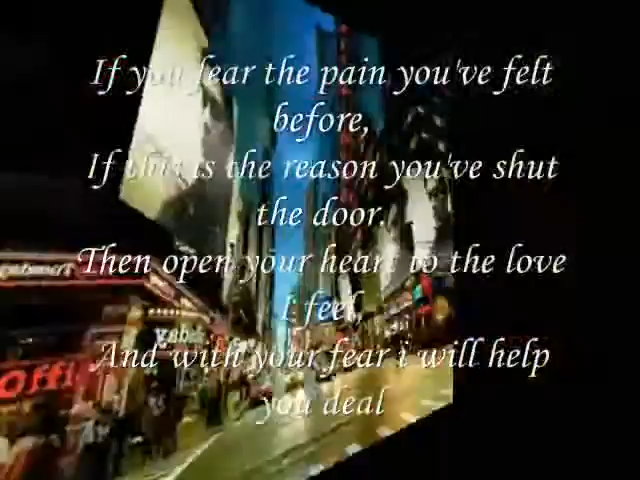 If you fear the pain you've felt
before,
If this is the reason you've shut
the door.
Then open your heart to the love
I feel,
And with your fear i will help
you deal